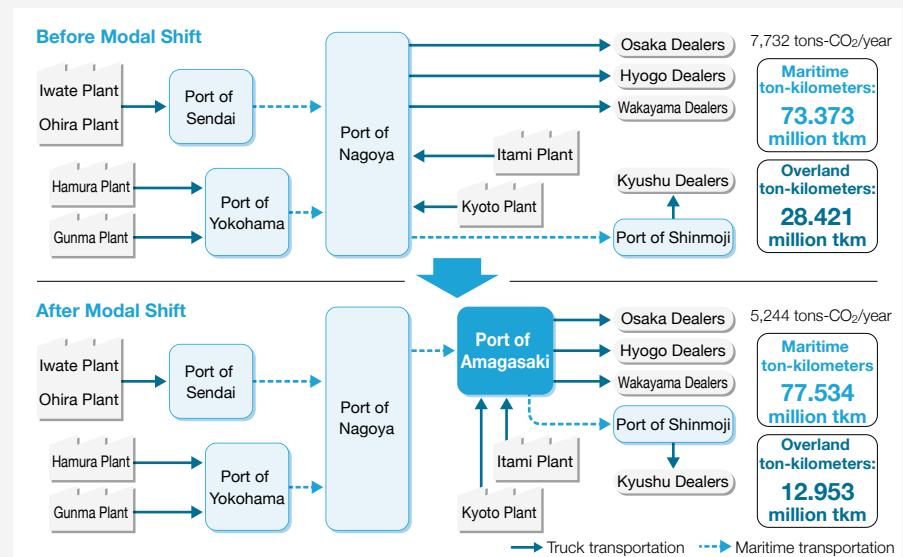 Before Modal Shift
Iwate Plant
Ohira Plant
Port of
Sendai
Hamura Plant
Gunma Plant
Port of
Yokohama
Port of
Nagoya
Osaka Dealers
Hyogo Dealers
Wakayama Dealers
Itami Plant
Kyoto Plant
Kyushu Dealers
Port of Shinmoji
7,732 tons-CO₂/year
Maritime
ton-kilometers:
73.373
million tkm
Overland
ton-kilometers:
28.421
million tkm
After Modal Shift
Iwate Plant
Ohira Plant
Port of
Sendai
Hamura Plant
Gunma Plant
Port of
Yokohama
Port of
Nagoya
Port of
Amagasaki
Osaka Dealers
Hyogo Dealers
Wakayama Dealers
Port of Shinmoji
Itami Plant
Kyoto Plant
Kyushu Dealers
5,244 tons-CO₂/year
Maritime
ton-kilometers
77.534
million tkm
Overland
ton-kilometers:
12.953
million tkm
Truck transportation
Maritime transportation